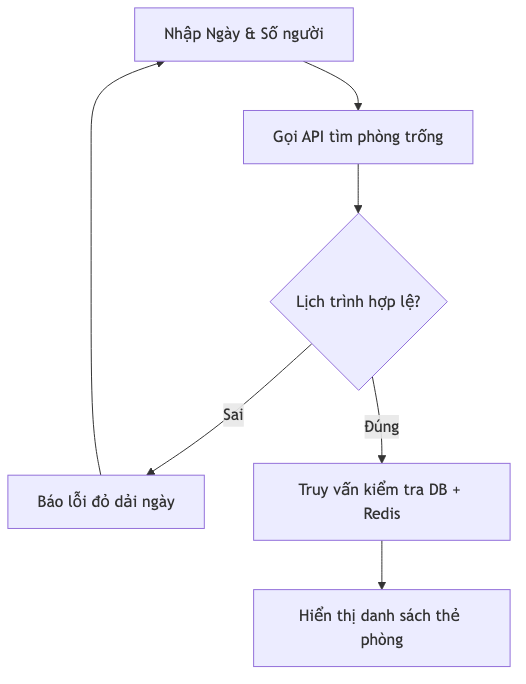 Nhập Ngày & Số người
Gọi API tìm phòng trống
Lịch trình hợp lệ?
Sai
Đúng
Báo lỗi đỏ dải ngày
Truy vấn kiểm tra DB +
Redis
Hiển thị danh sách thẻ
phòng